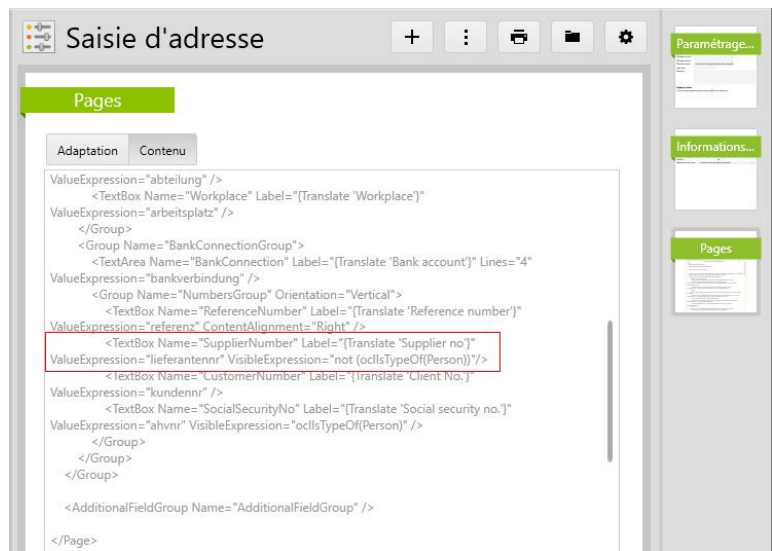 Saisie d'adresse
Pages
Adaptation
Contenu
ValueExpression="abteilung" />
<TextBox Name="Workplace" Label="{Translate 'Workplace'}"
ValueExpression="arbeitsplatz" />
</Group>
<Group Name="BankConnectionGroup">
<TextArea Name="BankConnection" Label="{Translate 'Bank account'}" Lines="4"
ValueExpression="bankverbindung" />
<Group Name="NumbersGroup" Orientation="Vertical">
<TextBox Name="ReferenceNumber" Label="{Translate 'Reference number'}"
ValueExpression="referenz" ContentAlignment="Right" />
<TextBox Name="SupplierNumber" Label="{Translate 'Supplier no'}"
ValueExpression="lieferantennr" VisibleExpression="not (oclIsTypeOf(Person))"/>
<TextBox Name="CustomerNumber" Label="{Translate 'Client No.'}"
ValueExpression="kundennr" />
<TextBox Name="SocialSecurityNo" Label="{Translate 'Social security no.'}"
ValueExpression="ahvnr" VisibleExpression="oclIsTypeOf(Person)" />
</Group>
</Group>
</Group>
<AdditionalFieldGroup Name="AdditionalFieldGroup" />
</Page>
Paramétrage...
Informations...
Pages